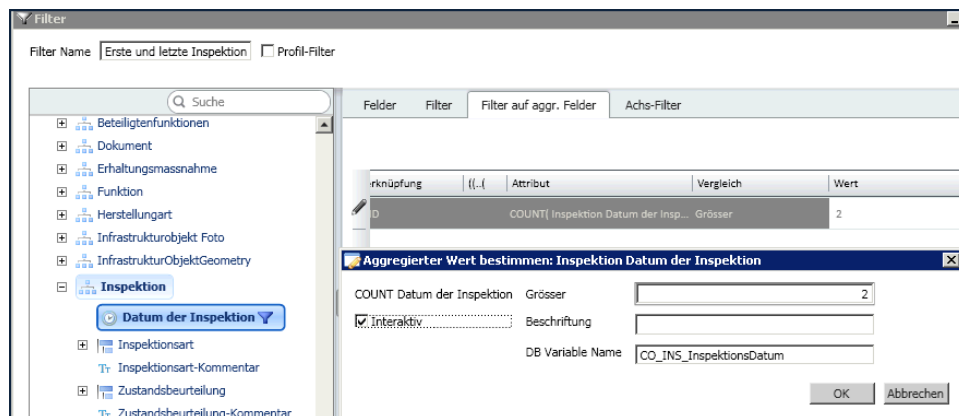 Filter
Filter Name Erste und letzte Inspektion Profil-Filter
Suche
Beteiligtenfunktionen
Dokument
Erhaltungsmassnahme
Funktion
Herstellungart
Infrastrukturobjekt Foto
InfrastrukturObjektGeometry
Inspektion
Datum der Inspektion
Inspektionsart
Inspektionsart-Kommentar
Zustandsbeurteilung
Zustandsbeurteilung-Kommentar
Felder Filter Filter auf aggr. Felder Achs-Filter
erknüpfung ((..( Attribut Vergleich Wert
COUNT( Inspektion Datum der Insp... Grösser 2
Aggregierter Wert bestimmen: Inspektion Datum der Inspektion
COUNT Datum der Inspektion Grösser 2
Interaktiv Beschriftung
DB Variable Name CO_INS_InspektionsDatum
OK Abbrechen